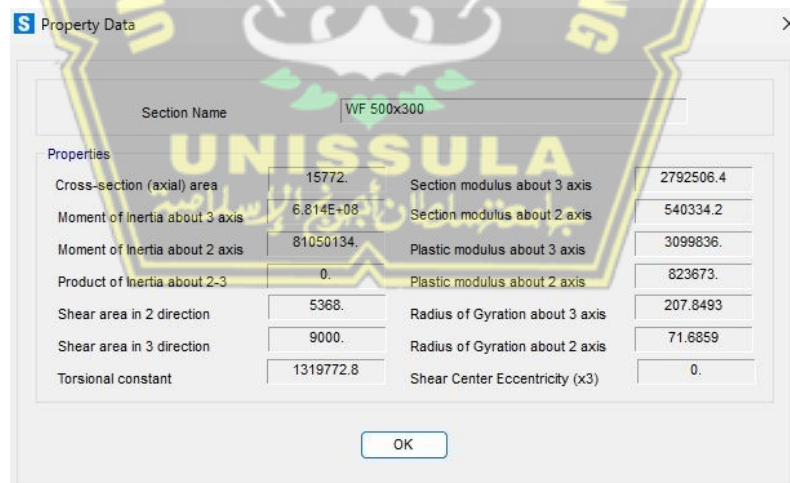 S Property Data
Section Name WF 500x300
UNISSULA
جامعة سلطان أجونج الإسلامية
Properties
Cross-section (axial) area 15772. Section modulus about 3 axis 2792506.4
Moment of Inertia about 3 axis 6.814E+08 Section modulus about 2 axis 540334.2
Moment of Inertia about 2 axis 81050134. Plastic modulus about 3 axis 3099836.
Product of Inertia about 2-3 0. Plastic modulus about 2 axis 823673.
Shear area in 2 direction 5368. Radius of Gyration about 3 axis 207.8493
Shear area in 3 direction 9000. Radius of Gyration about 2 axis 71.6859
Torsional constant 1319772.8 Shear Center Eccentricity (x3) 0.
OK